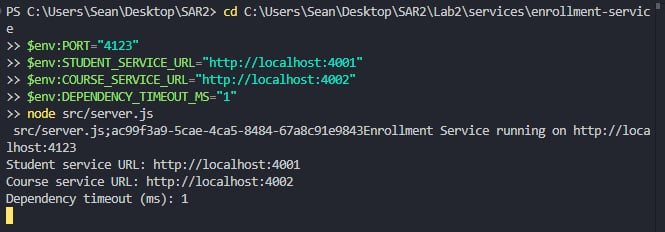 PS C:\Users\Sean\Desktop\SAR2> cd C:\Users\Sean\Desktop\SAR2\Lab2\services\enrollment-servic
e
>> $env:PORT="4123"
>> $env:STUDENT_SERVICE_URL="http://localhost:4001"
>> $env:COURSE_SERVICE_URL="http://localhost:4002"
>> $env:DEPENDENCY_TIMEOUT_MS="1"
>> node src/server.js
 src/server.js;ac99f3a9-5cae-4ca5-8484-67a8c91e9843Enrollment Service running on http://loca
lhost:4123
Student service URL: http://localhost:4001
Course service URL: http://localhost:4002
Dependency timeout (ms): 1